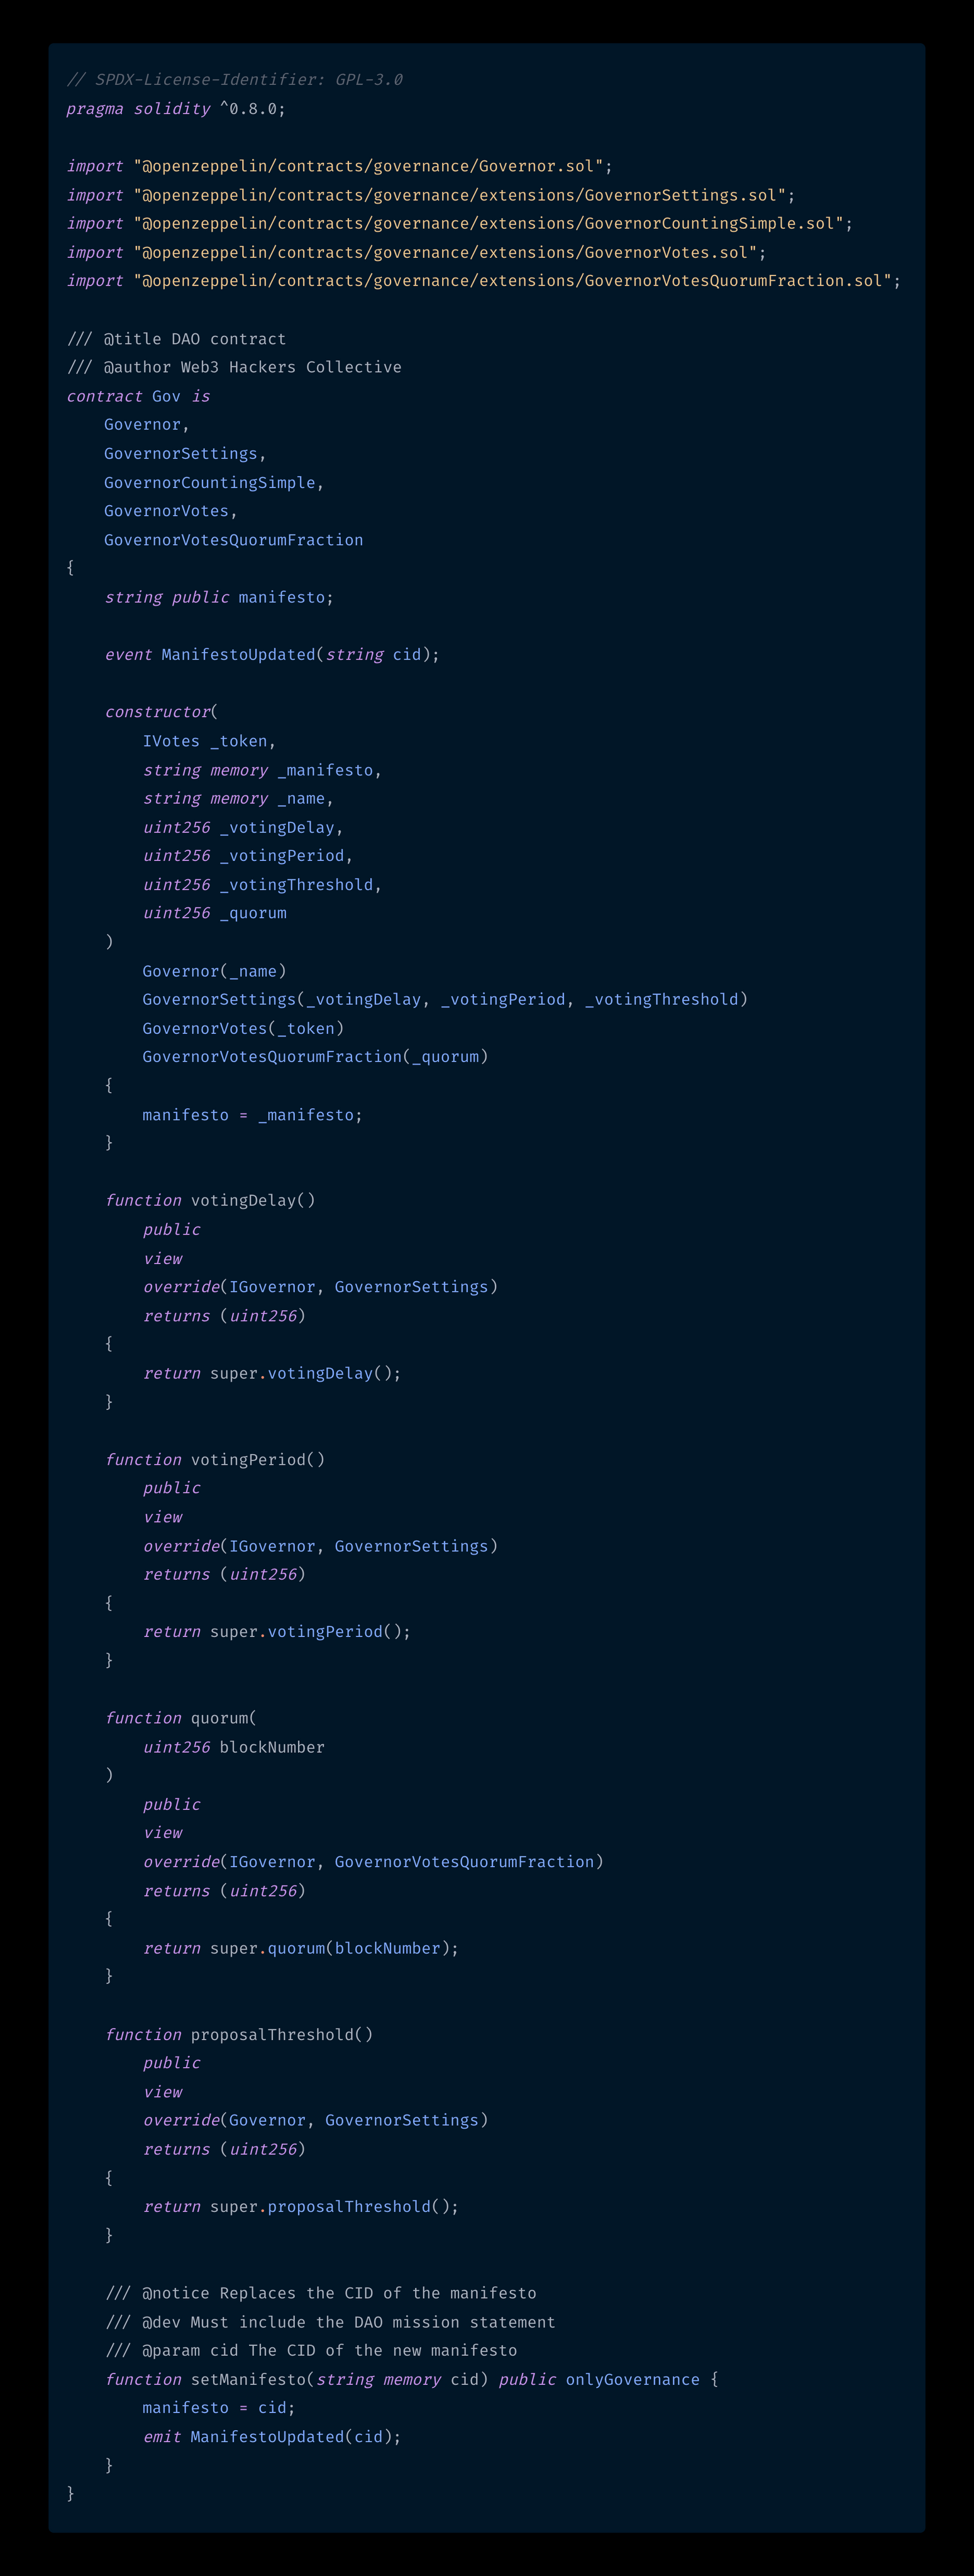 // SPDX-License-Identifier: GPL-3.0
pragma solidity ^0.8.0;

import "@openzeppelin/contracts/governance/Governor.sol";
import "@openzeppelin/contracts/governance/extensions/GovernorSettings.sol";
import "@openzeppelin/contracts/governance/extensions/GovernorCountingSimple.sol";
import "@openzeppelin/contracts/governance/extensions/GovernorVotes.sol";
import "@openzeppelin/contracts/governance/extensions/GovernorVotesQuorumFraction.sol";

/// @title DAO contract
/// @author Web3 Hackers Collective
contract Gov is
    Governor,
    GovernorSettings,
    GovernorCountingSimple,
    GovernorVotes,
    GovernorVotesQuorumFraction
{
    string public manifesto;

    event ManifestoUpdated(string cid);

    constructor(
        IVotes _token,
        string memory _manifesto,
        string memory _name,
        uint256 _votingDelay,
        uint256 _votingPeriod,
        uint256 _votingThreshold,
        uint256 _quorum
    )
        Governor(_name)
        GovernorSettings(_votingDelay, _votingPeriod, _votingThreshold)
        GovernorVotes(_token)
        GovernorVotesQuorumFraction(_quorum)
    {
        manifesto = _manifesto;
    }

    function votingDelay()
        public
        view
        override(IGovernor, GovernorSettings)
        returns (uint256)
    {
        return super.votingDelay();
    }

    function votingPeriod()
        public
        view
        override(IGovernor, GovernorSettings)
        returns (uint256)
    {
        return super.votingPeriod();
    }

    function quorum(
        uint256 blockNumber
    )
        public
        view
        override(IGovernor, GovernorVotesQuorumFraction)
        returns (uint256)
    {
        return super.quorum(blockNumber);
    }

    function proposalThreshold()
        public
        view
        override(Governor, GovernorSettings)
        returns (uint256)
    {
        return super.proposalThreshold();
    }

    /// @notice Replaces the CID of the manifesto
    /// @dev Must include the DAO mission statement
    /// @param cid The CID of the new manifesto
    function setManifesto(string memory cid) public onlyGovernance {
        manifesto = cid;
        emit ManifestoUpdated(cid);
    }
}